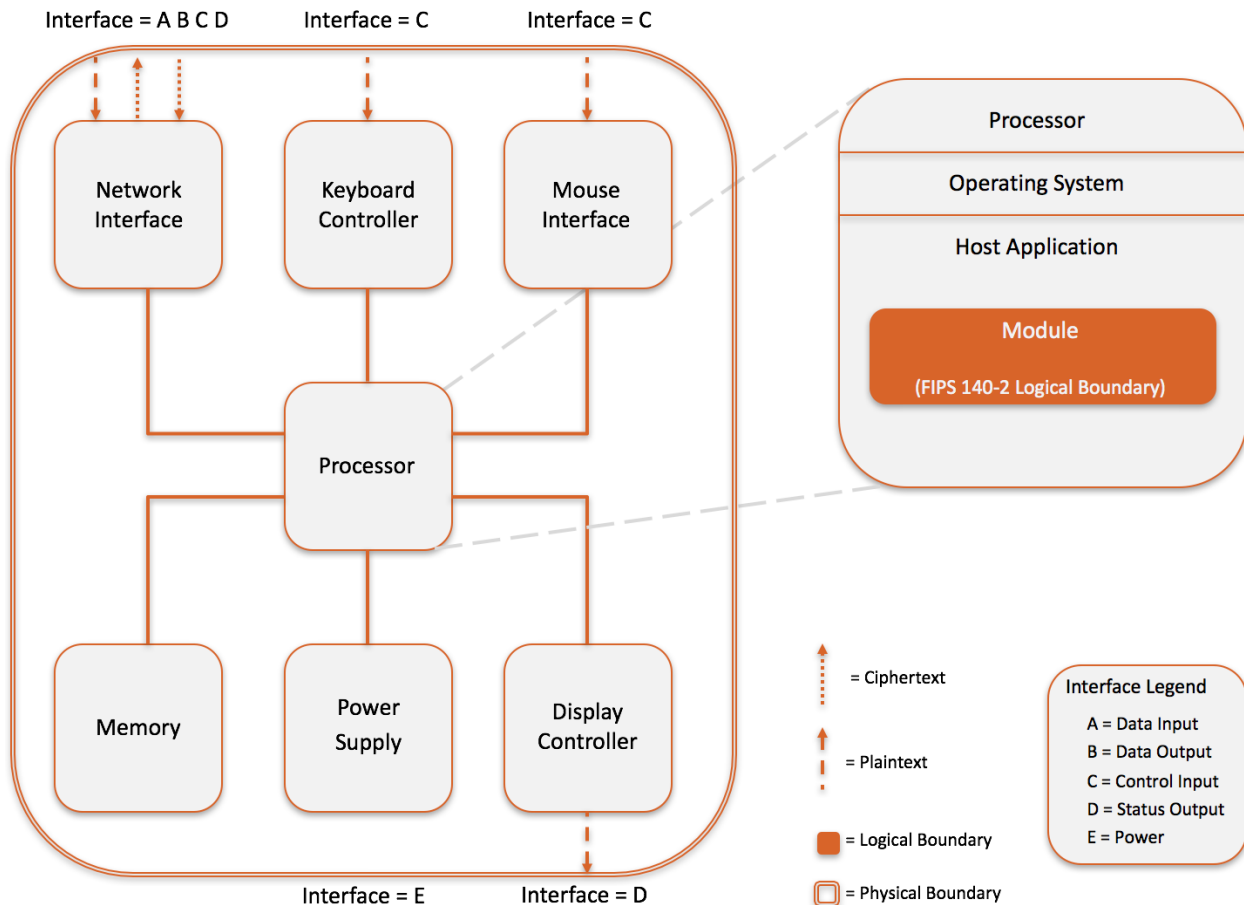 Interface = A B C D
Interface = C
Interface = C
Network
Interface
Keyboard
Controller
Mouse
Interface
Processor
Memory
Power
Supply
Display
Controller
Interface = E
Interface = D
Processor
Operating System
Host Application
Module
(FIPS 140-2 Logical Boundary)
= Ciphertext
= Plaintext
= Logical Boundary
= Physical Boundary
Interface Legend
A = Data Input
B = Data Output
C = Control Input
D = Status Output
E = Power